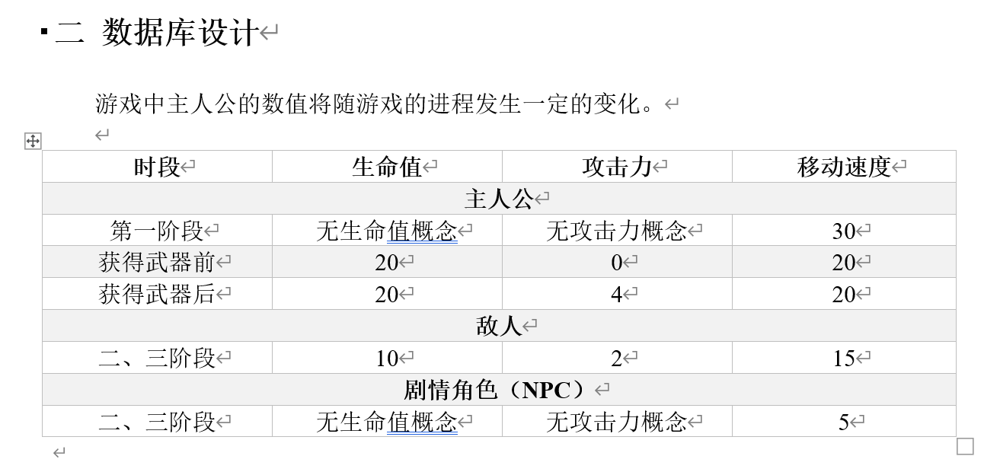 二 数据库设计
游戏中主人公的数值将随游戏的进程发生一定的变化。
时段 生命值 攻击力 移动速度
主人公
第一阶段 无生命值概念 无攻击力概念 30
获得武器前 20 0 20
获得武器后 20 4 20
敌人
二、三阶段 10 2 15
剧情角色（NPC）
二、三阶段 无生命值概念 无攻击力概念 5